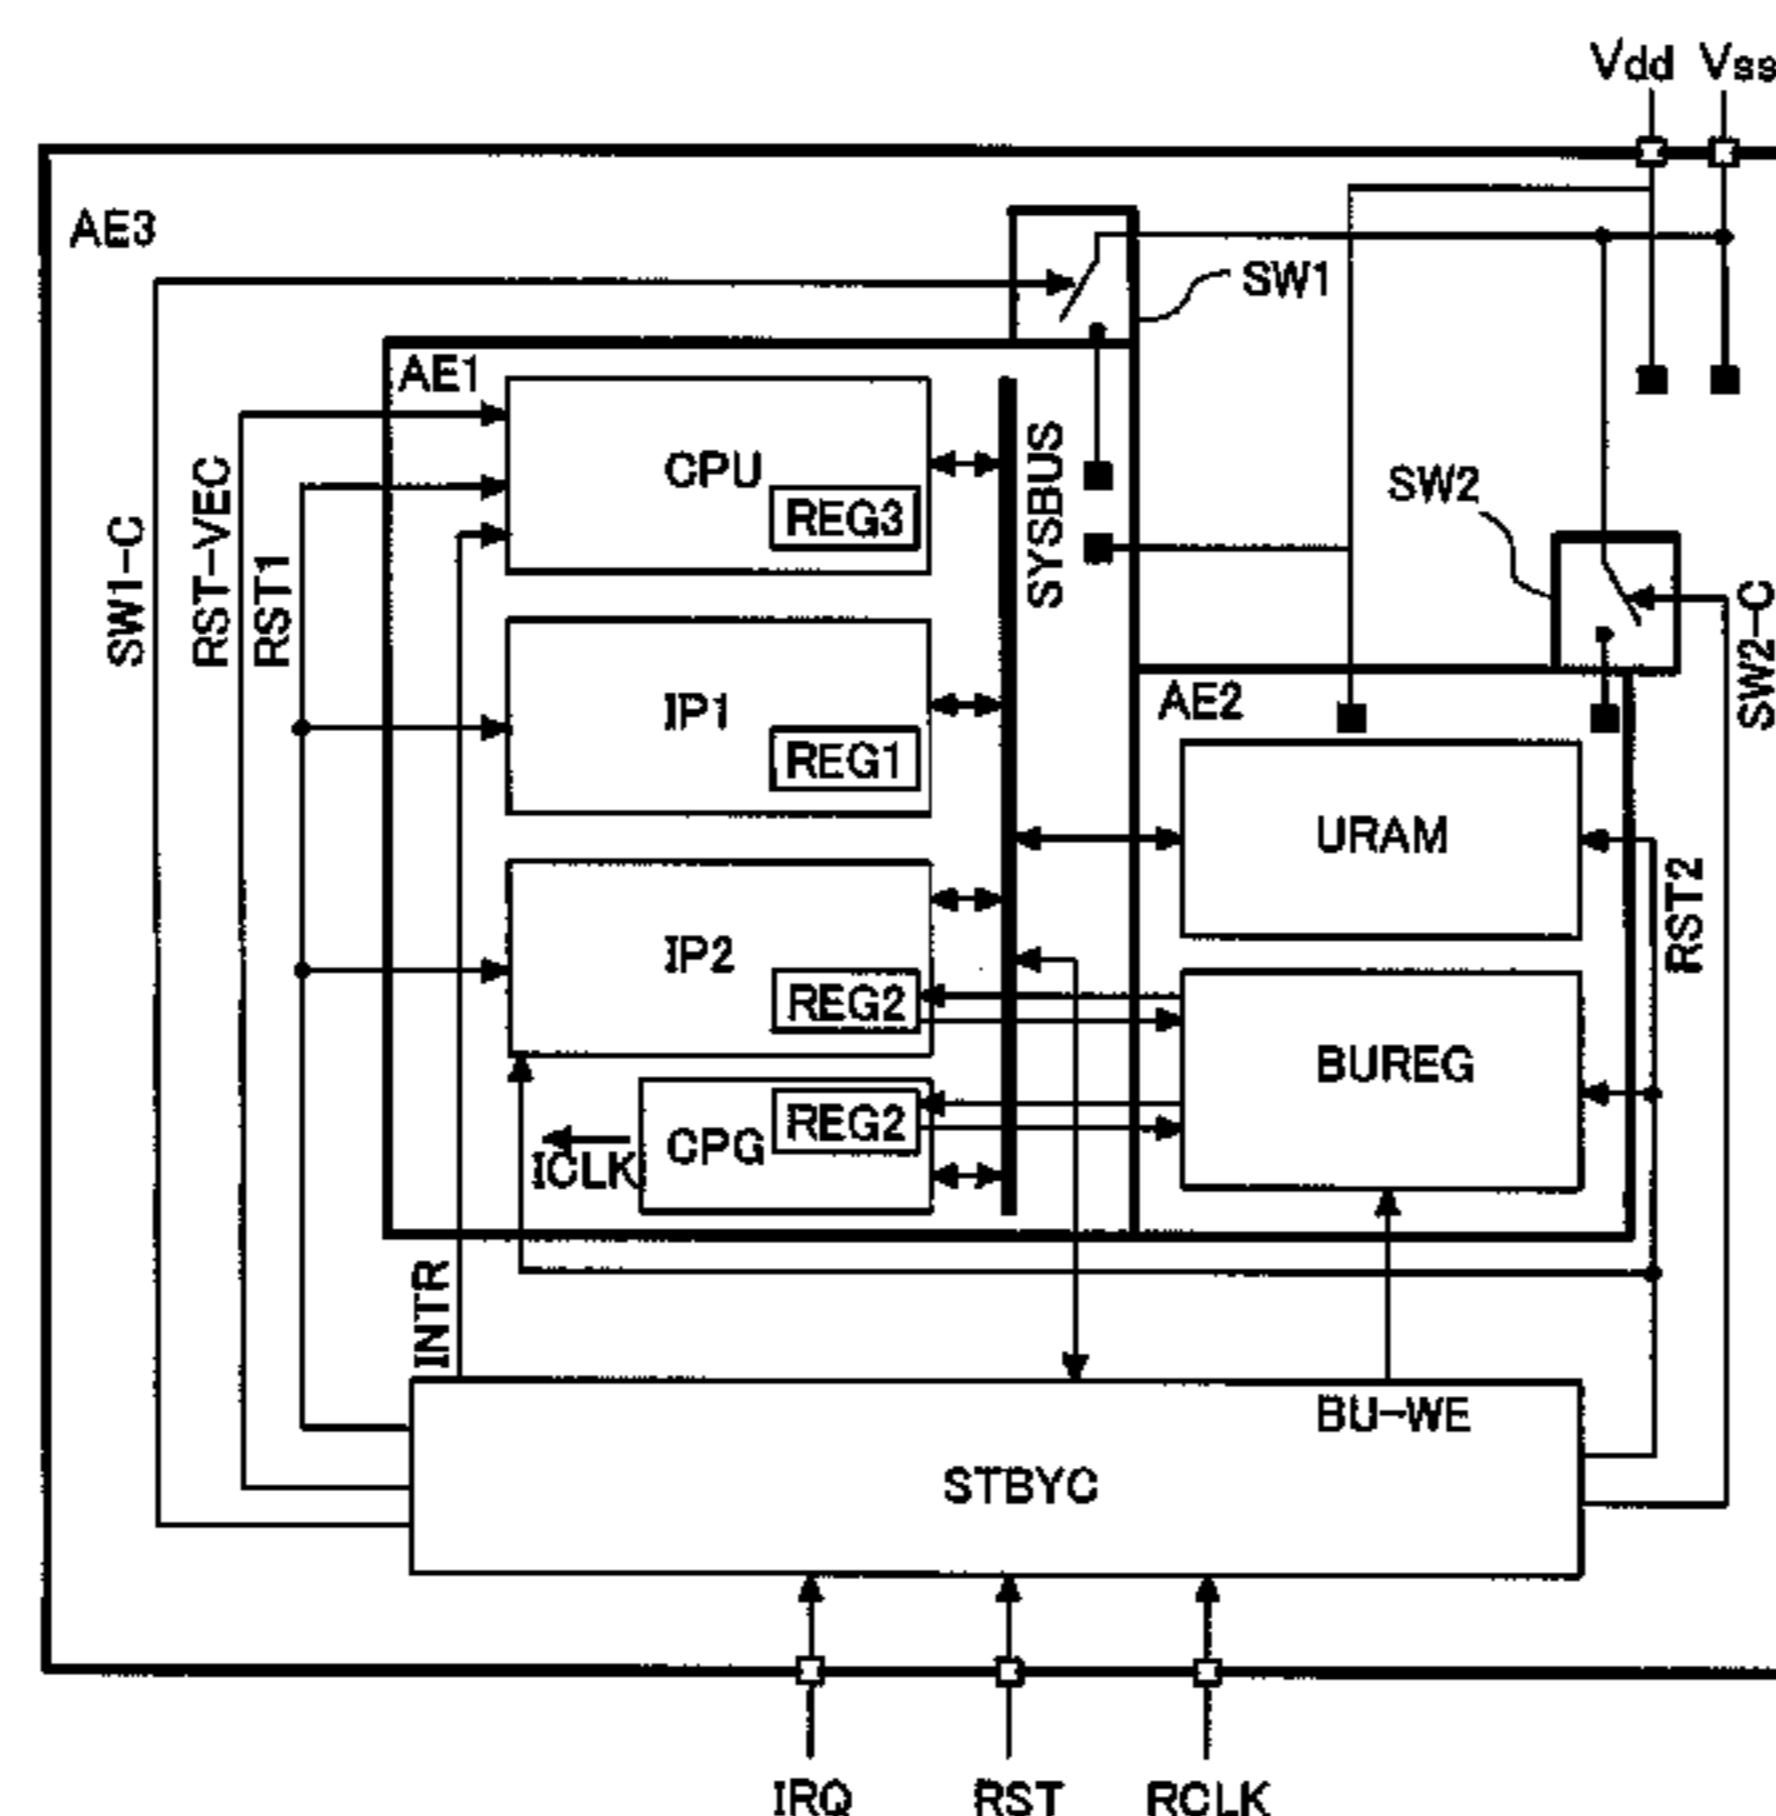 Vdd Vss
AE3
SW1
AE1
CPU
REG3
SYSBUS
SW2
SW1-C
RST-VEC
RST1
SW2-C
IP1
REG1
AE2
URAM
RST2
IP2
REG2
BUREG
CPG
REG2
ICLK
INTR
BU-WE
STBYC
IRQ
RST
RCLK